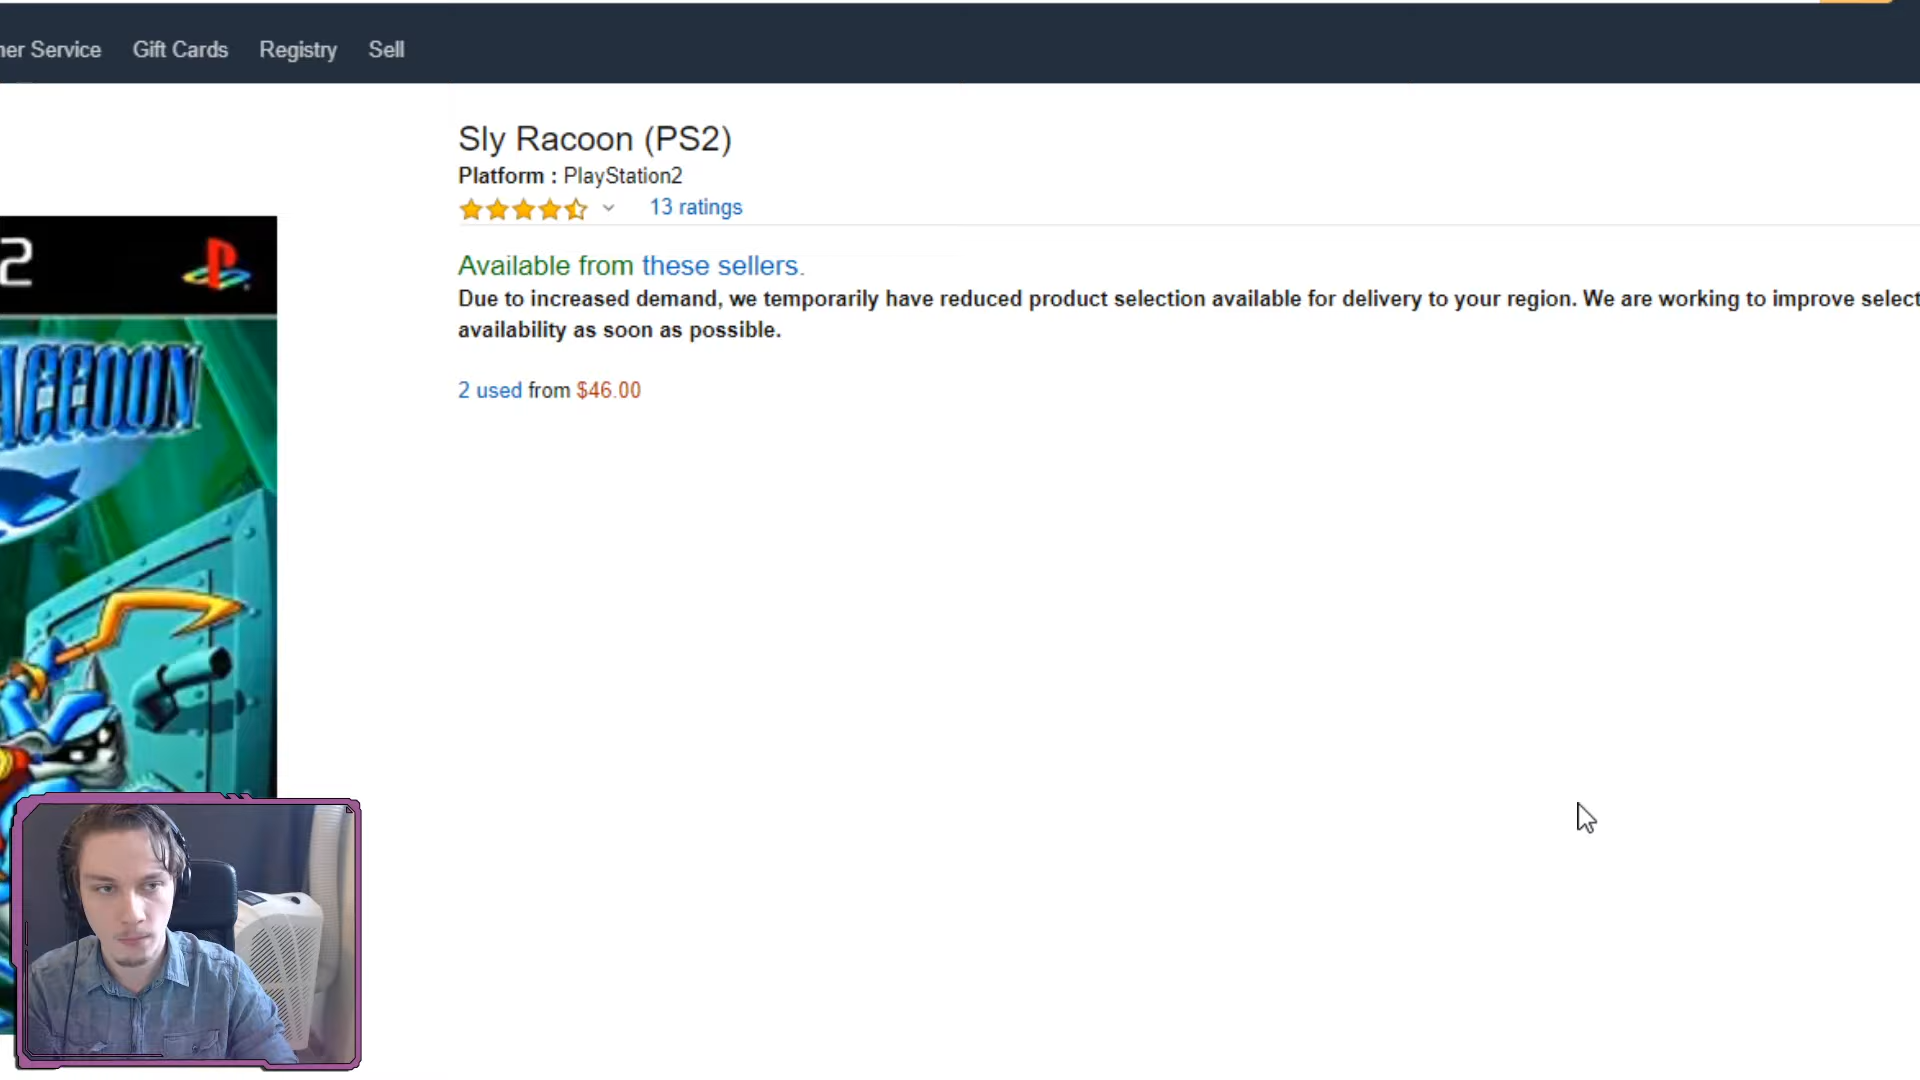 ner Service Gift Cards Registry Sell
Sly Racoon (PS2)
Platform : PlayStation2
13 ratings
2
Available from these sellers.
Due to increased demand, we temporarily have reduced product selection available for delivery to your region. We are working to improve select
availability as soon as possible.
ACCOON
2 used from $46.00